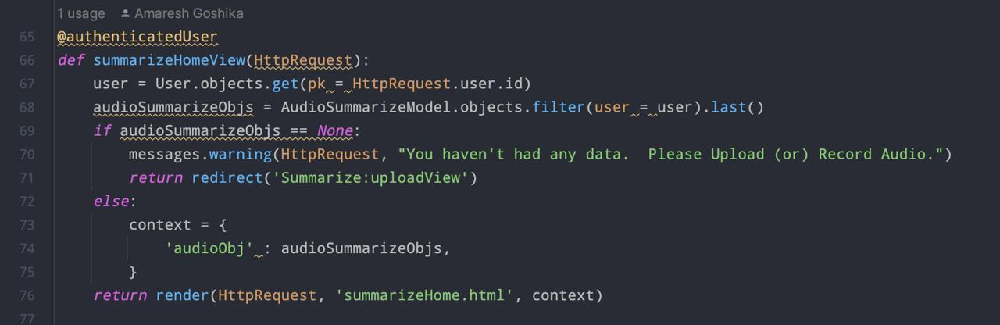 1 usage Amaresh Goshika
65 @authenticatedUser
66 def summarizeHomeView(HttpRequest):
67     user = User.objects.get(pk = HttpRequest.user.id)
68     audioSummarizeObjs = AudioSummarizeModel.objects.filter(user = user).last()
69     if audioSummarizeObjs == None:
70         messages.warning(HttpRequest, "You haven't had any data.  Please Upload (or) Record Audio.")
71         return redirect('Summarize:uploadView')
72     else:
73         context = {
74             'audioObj' : audioSummarizeObjs,
75         }
76     return render(HttpRequest, 'summarizeHome.html', context)
77